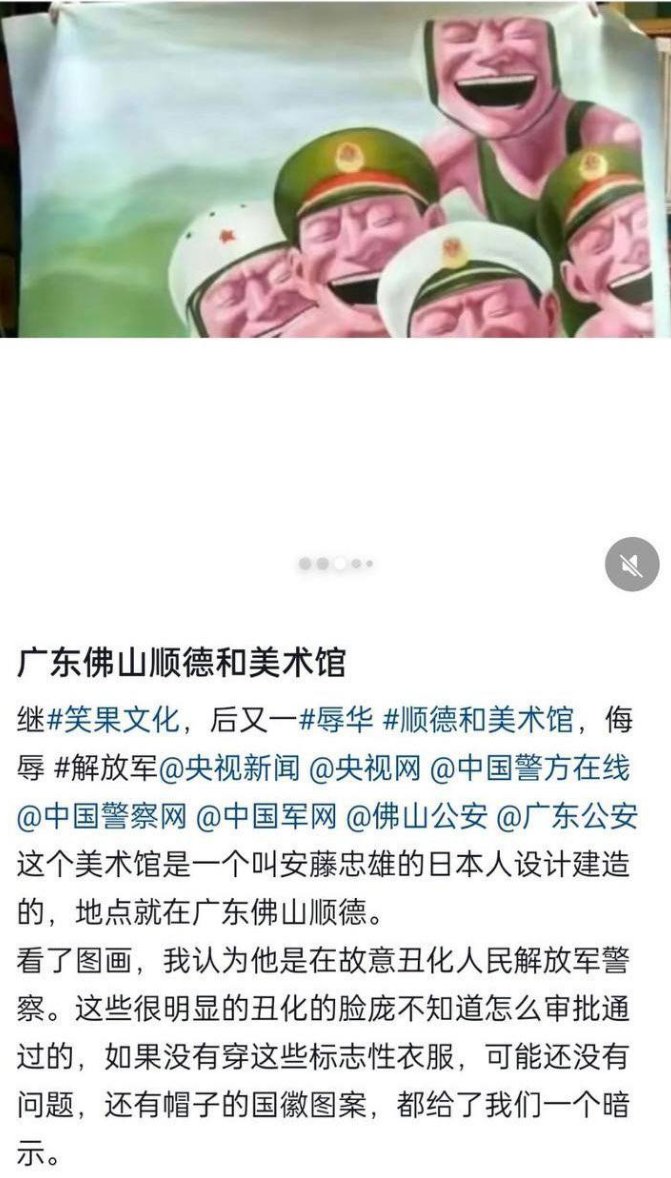 广东佛山顺德和美术馆
继#笑果文化，后又一#辱华 #顺德和美术馆，侮
辱 #解放军@央视新闻 @央视网 @中国警方在线
@中国警察网 @中国军网 @佛山公安 @广东公安
这个美术馆是一个叫安藤忠雄的日本人设计建造
的，地点就在广东佛山顺德。
看了图画，我认为他是在故意丑化人民解放军警
察。这些很明显的丑化的脸庞不知道怎么审批通
过的，如果没有穿这些标志性衣服，可能还没有
问题，还有帽子的国徽图案，都给了我们一个暗
示。